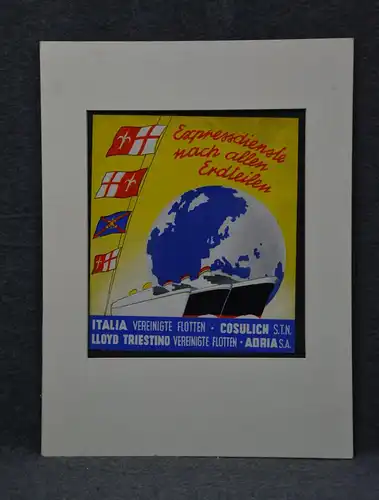 Expressdienste
nach allen
Erdteilen
ITALIA VEREINIGTE FLOTTEN · COSULICH S.T.N.
LLOYD TRIESTINO VEREINIGTE FLOTTEN · ADRIA S.A.